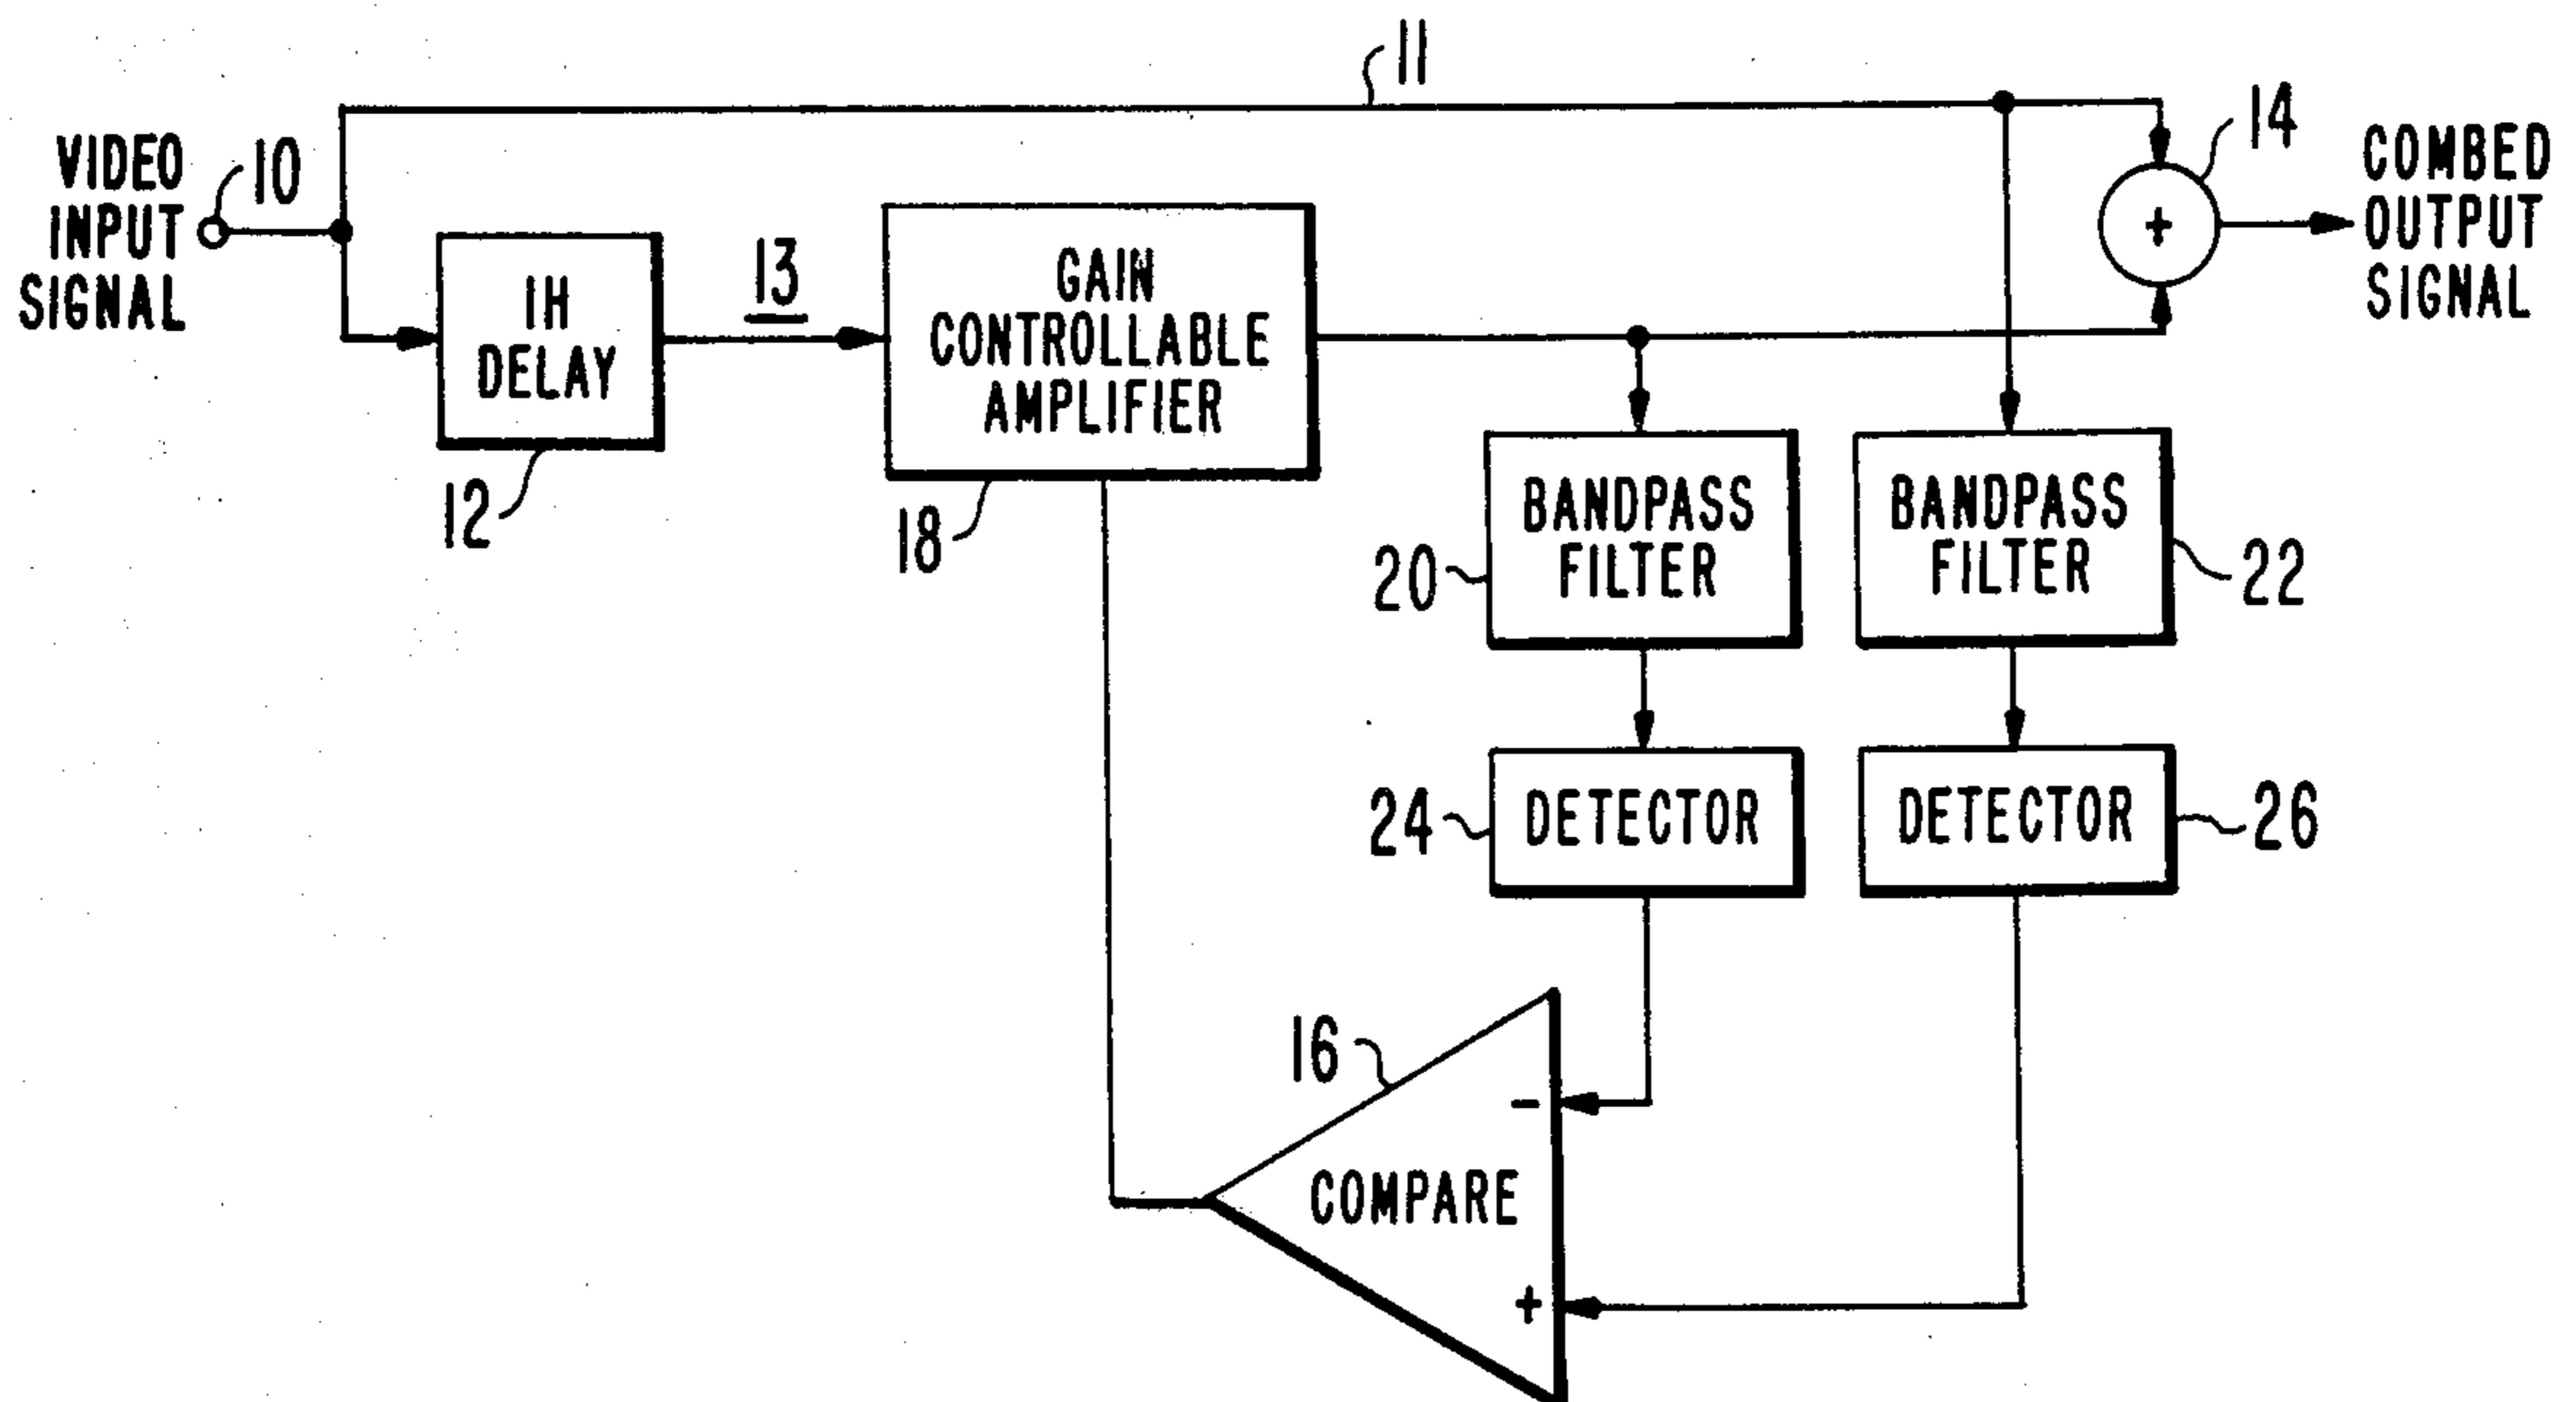 11
VIDEO
INPUT
SIGNAL
10
1H
DELAY
12
13
GAIN
CONTROLLABLE
AMPLIFIER
18
+
14
COMBED
OUTPUT
SIGNAL
BANDPASS
FILTER
20
BANDPASS
FILTER
22
DETECTOR
24
DETECTOR
26
16
-
COMPARE
+